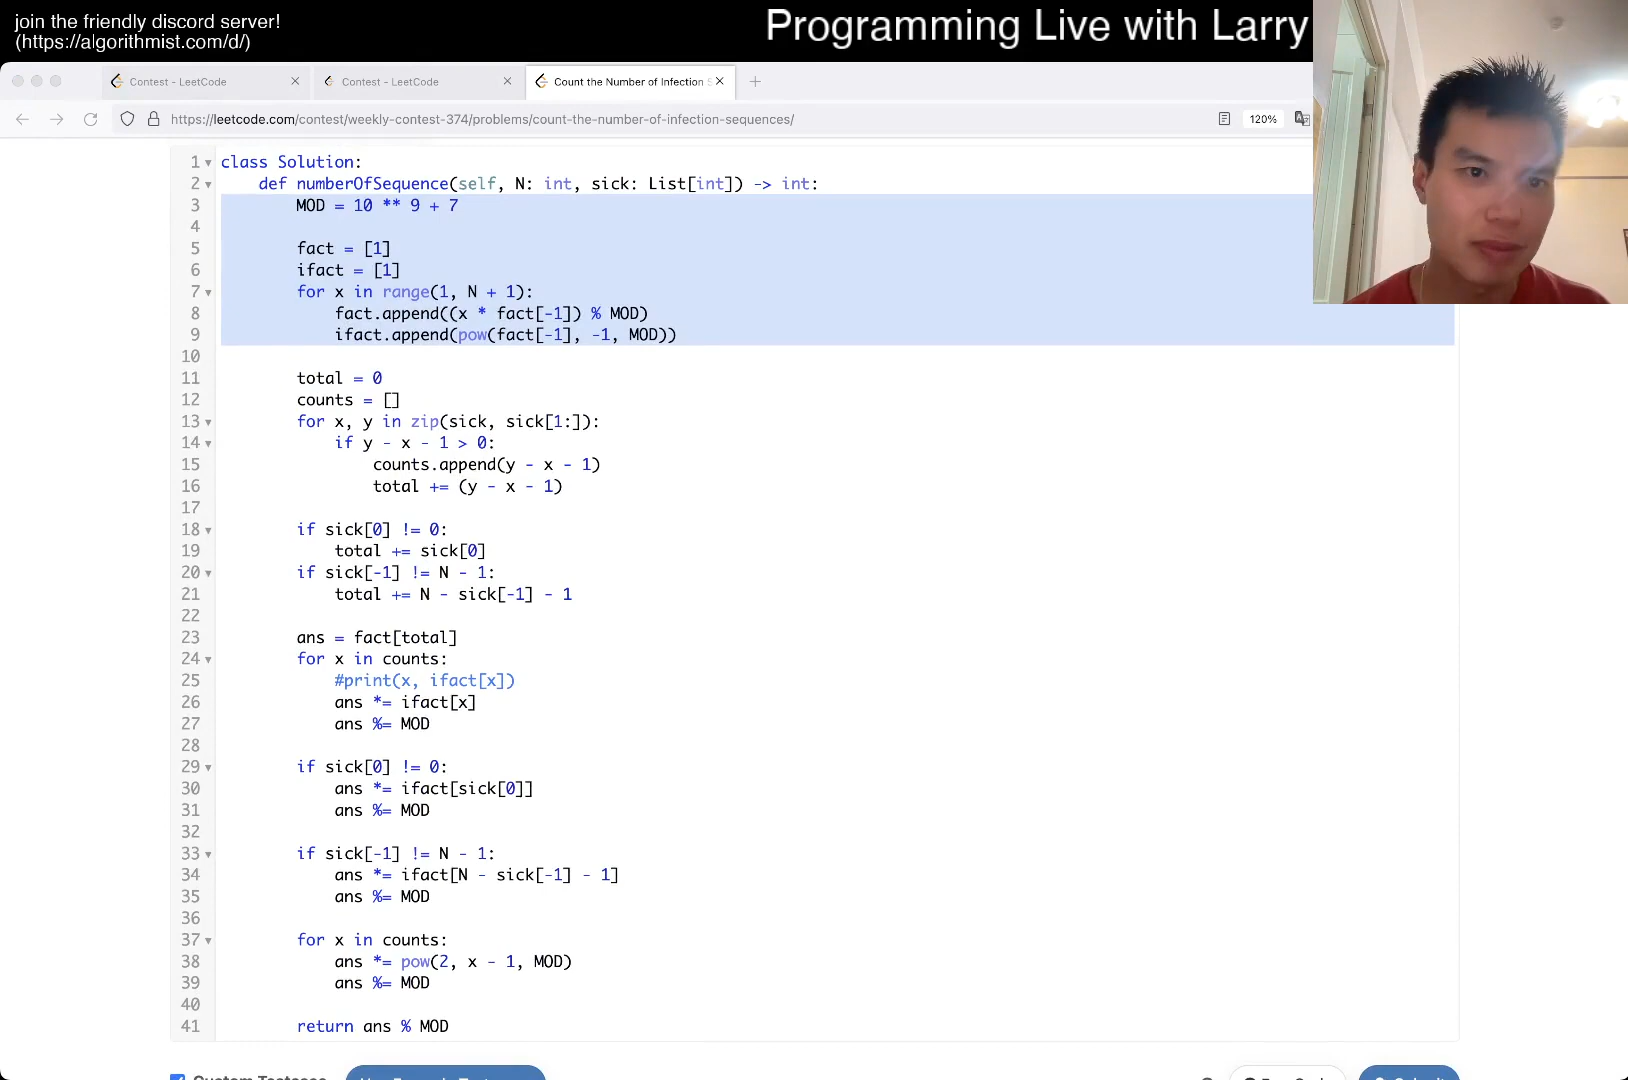 join the friendly discord server!
(https://algorithmist.com/d/)
Programming Live with Larry
Contest - LeetCode
Contest - LeetCode
Count the Number of Infection S
https://leetcode.com/contest/weekly-contest-374/problems/count-the-number-of-infection-sequences/
120%
1 class Solution:
2     def numberOfSequence(self, N: int, sick: List[int]) -> int:
3         MOD = 10 ** 9 + 7
4
5         fact = [1]
6         ifact = [1]
7         for x in range(1, N + 1):
8             fact.append((x * fact[-1]) % MOD)
9             ifact.append(pow(fact[-1], -1, MOD))
10
11         total = 0
12         counts = []
13         for x, y in zip(sick, sick[1:]):
14             if y - x - 1 > 0:
15                 counts.append(y - x - 1)
16                 total += (y - x - 1)
17
18         if sick[0] != 0:
19             total += sick[0]
20         if sick[-1] != N - 1:
21             total += N - sick[-1] - 1
22
23         ans = fact[total]
24         for x in counts:
25             #print(x, ifact[x])
26             ans *= ifact[x]
27             ans %= MOD
28
29         if sick[0] != 0:
30             ans *= ifact[sick[0]]
31             ans %= MOD
32
33         if sick[-1] != N - 1:
34             ans *= ifact[N - sick[-1] - 1]
35             ans %= MOD
36
37         for x in counts:
38             ans *= pow(2, x - 1, MOD)
39             ans %= MOD
40
41         return ans % MOD